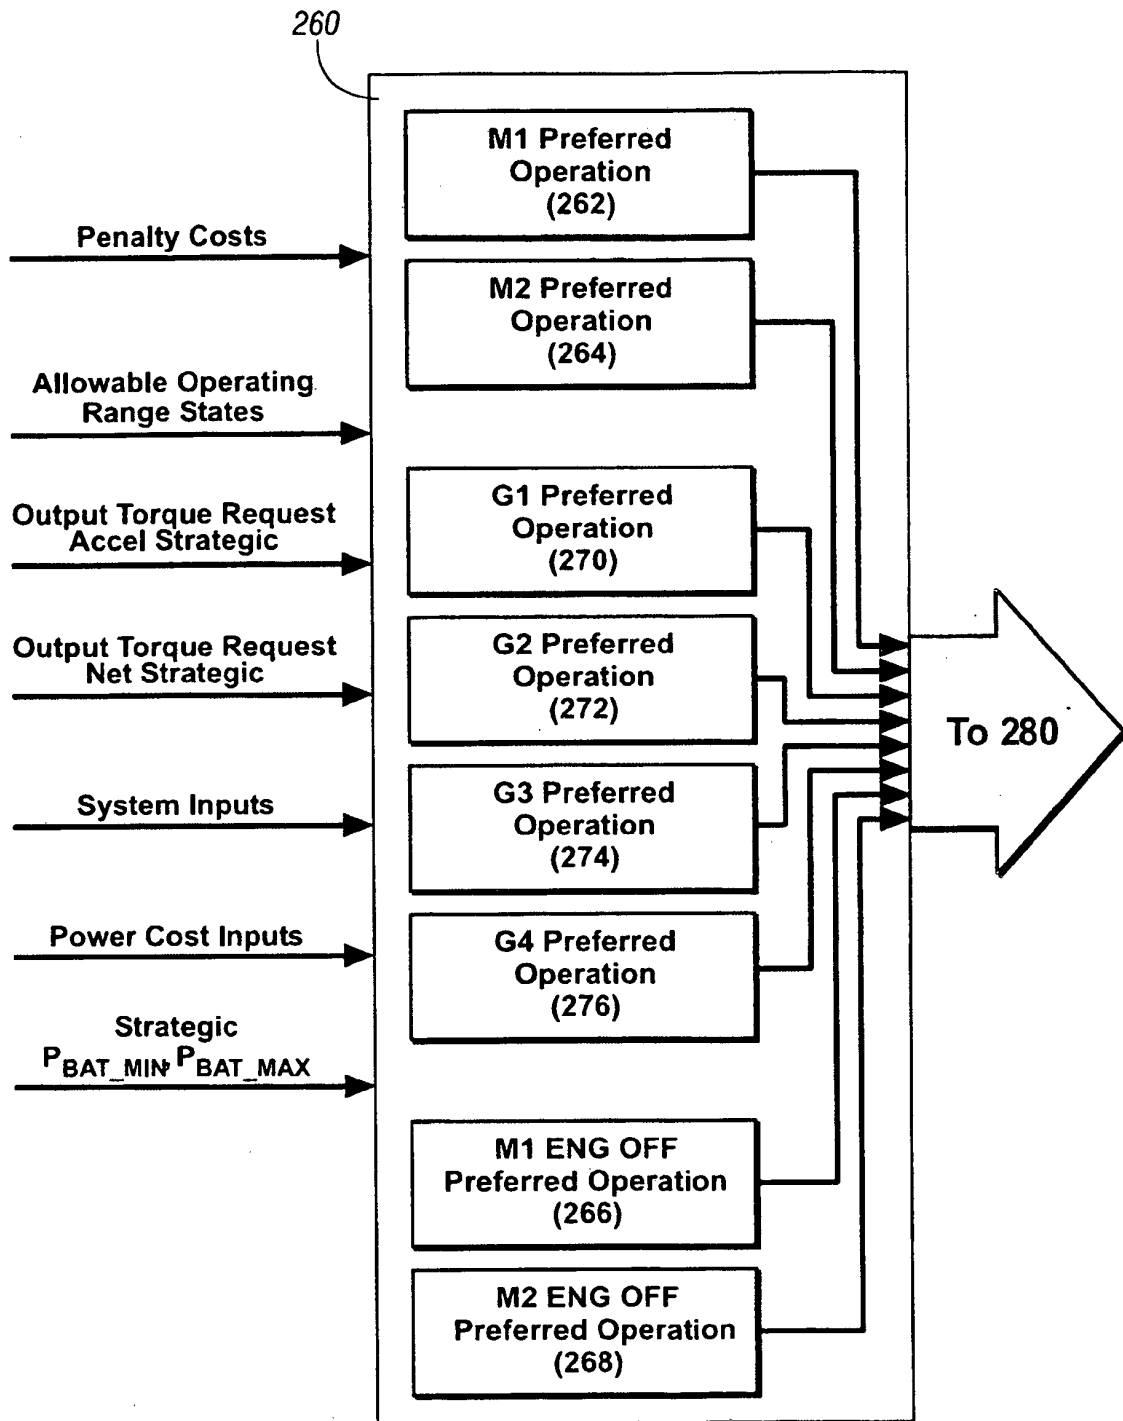 260
Penalty Costs
Allowable Operating
Range States
Output Torque Request
Accel Strategic
Output Torque Request
Net Strategic
System Inputs
Power Cost Inputs
Strategic
PBAT_MIN, PBAT_MAX
M1 Preferred
Operation
(262)
M2 Preferred
Operation
(264)
G1 Preferred
Operation
(270)
G2 Preferred
Operation
(272)
G3 Preferred
Operation
(274)
G4 Preferred
Operation
(276)
M1 ENG OFF
Preferred Operation
(266)
M2 ENG OFF
Preferred Operation
(268)
To 280